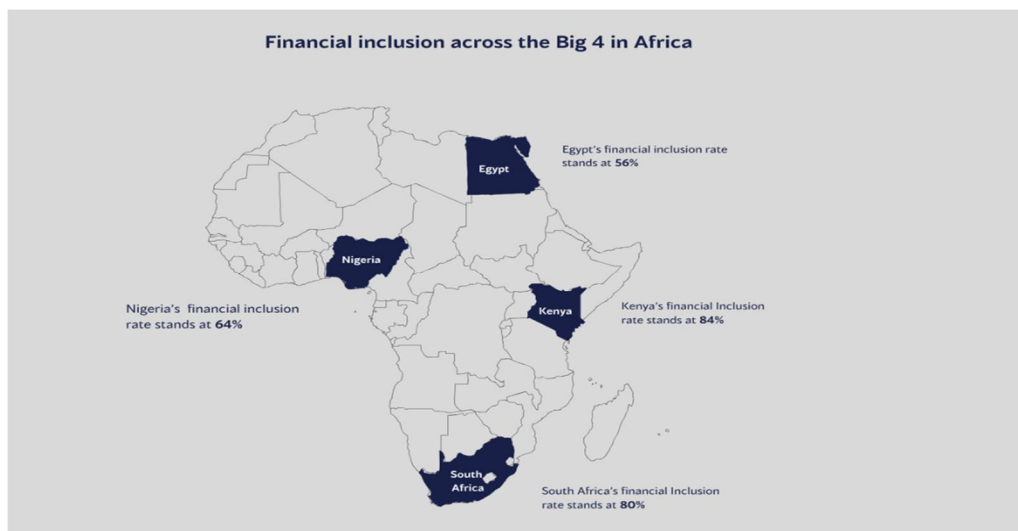 Financial inclusion across the Big 4 in Africa
Egypt
Egypt's financial inclusion rate
stands at 56%
Nigeria
Nigeria's financial inclusion
rate stands at 64%
Kenya
Kenya's financial Inclusion
rate stands at 84%
South
Africa
South Africa's financial Inclusion
rate stands at 80%